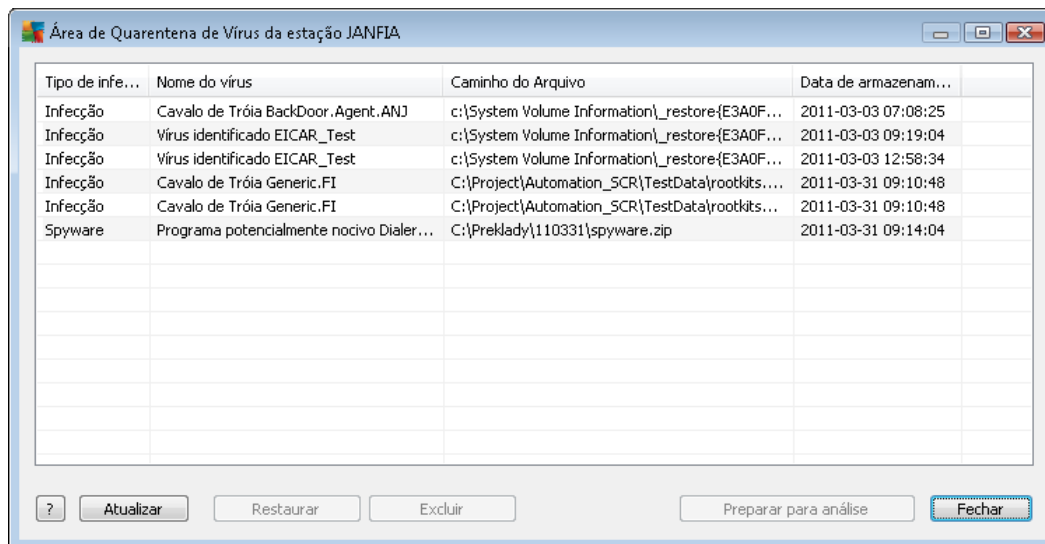 Área de Quarentena de Vírus da estação JANFIA
Tipo de infe... Nome do vírus Caminho do Arquivo Data de armazenam...
Infecção Cavalo de Tróia BackDoor.Agent.ANJ c:\System Volume Information\_restore{E3A0F... 2011-03-03 07:08:25
Infecção Vírus identificado EICAR_Test c:\System Volume Information\_restore{E3A0F... 2011-03-03 09:19:04
Infecção Vírus identificado EICAR_Test c:\System Volume Information\_restore{E3A0F... 2011-03-03 12:58:34
Infecção Cavalo de Tróia Generic.FI C:\Project\Automation_SCR\TestData\rootkits.... 2011-03-31 09:10:48
Infecção Cavalo de Tróia Generic.FI C:\Project\Automation_SCR\TestData\rootkits.... 2011-03-31 09:10:48
Spyware Programa potencialmente nocivo Dialer... C:\Preklady\110331\spyware.zip 2011-03-31 09:14:04
? Atualizar Restaurar Excluir Preparar para análise Fechar